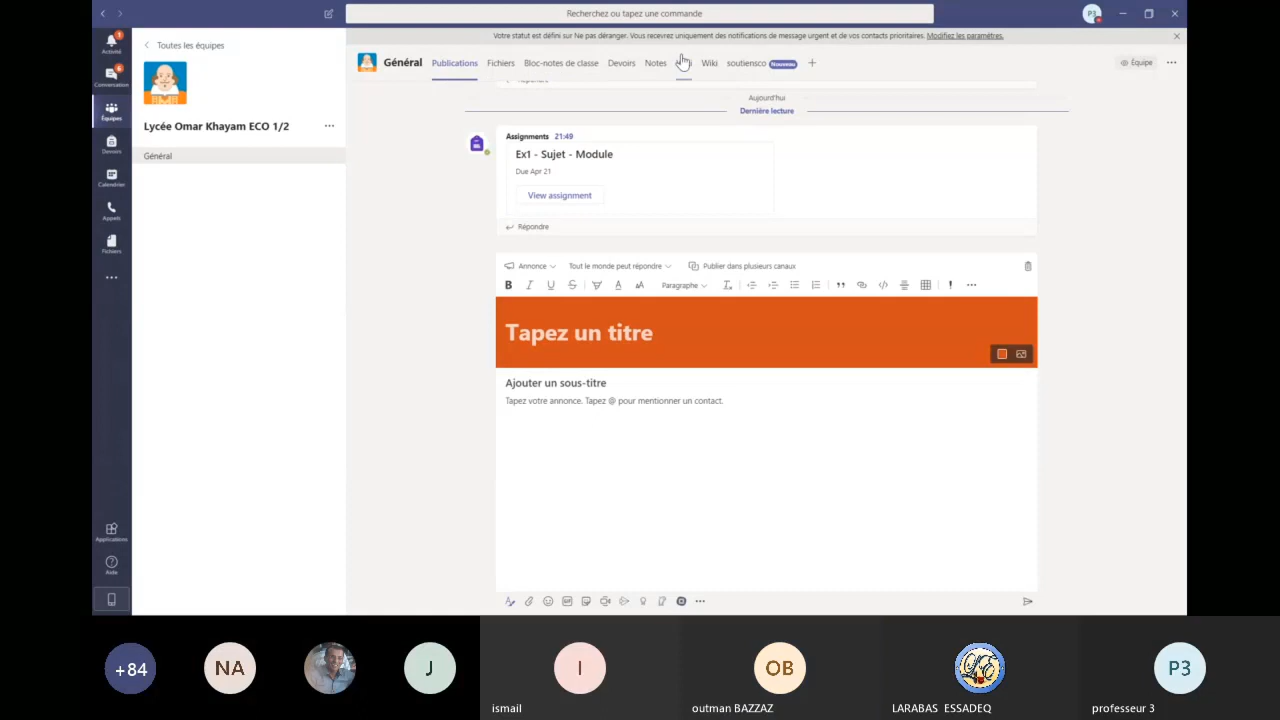 Recherchez ou tapez une commande
P3
Votre statut est défini sur Ne pas déranger. Vous recevrez uniquement des notifications de message urgent et de vos contacts prioritaires. Modifiez les paramètres.
Activité
Conversation
Équipes
Devoirs
Calendrier
Appels
Fichiers
Applications
Aide
Toutes les équipes
Lycée Omar Khayam ECO 1/2
Général
Général
Publications
Fichiers
Bloc-notes de classe
Devoirs
Notes
Wiki
soutiensco Nouveau
Équipe
Aujourd'hui
Dernière lecture
Assignments 21:49
Ex1 - Sujet - Module
Due Apr 21
View assignment
Répondre
Annonce
Tout le monde peut répondre
Publier dans plusieurs canaux
Paragraphe
Tapez un titre
Ajouter un sous-titre
Tapez votre annonce. Tapez @ pour mentionner un contact.
+84
NA
J
I
OB
P3
ismail
outman BAZZAZ
LARABAS ESSADEQ
professeur 3